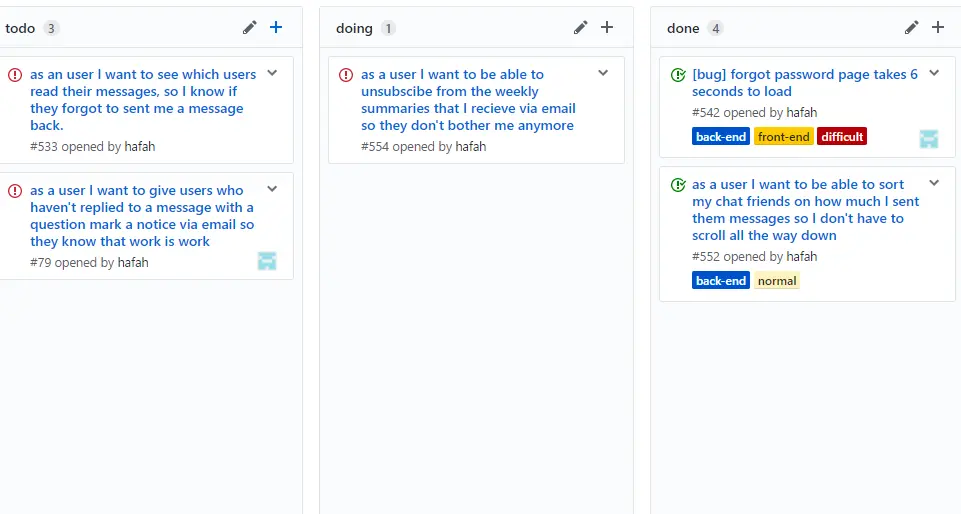 todo 3
as an user I want to see which users
read their messages, so I know if
they forgot to sent me a message
back.
#533 opened by hafah
as a user I want to give users who
haven't replied to a message with a
question mark a notice via email so
they know that work is work
#79 opened by hafah
doing 1
as a user I want to be able to
unsubscibe from the weekly
summaries that I recieve via email
so they don't bother me anymore
#554 opened by hafah
done 4
[bug] forgot password page takes 6
seconds to load
#542 opened by hafah
back-end front-end difficult
as a user I want to be able to sort
my chat friends on how much I sent
them messages so I don't have to
scroll all the way down
#552 opened by hafah
back-end normal